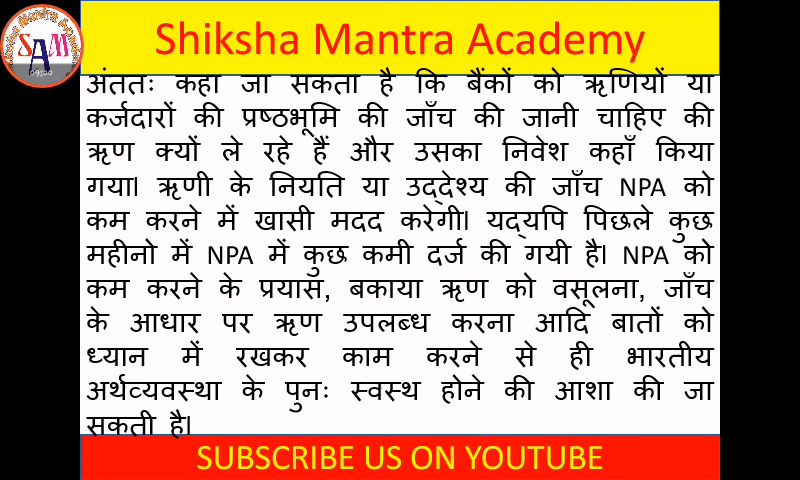 Shiksha Mantra Academy
SAM
अंततः कहा जा सकता है कि बैंकों को ऋणियों या
कर्जदारों की प्रष्ठभूमि की जाँच की जानी चाहिए की
ऋण क्यों ले रहे हैं और उसका निवेश कहाँ किया
गया। ऋणी के नियति या उद्देश्य की जाँच NPA को
कम करने में खासी मदद करेगी। यद्यपि पिछले कुछ
महीनो में NPA में कुछ कमी दर्ज की गयी है। NPA को
कम करने के प्रयास, बकाया ऋण को वसूलना, जाँच
के आधार पर ऋण उपलब्ध करना आदि बातों को
ध्यान में रखकर काम करने से ही भारतीय
अर्थव्यवस्था के पुनः स्वस्थ होने की आशा की जा
सकती है।
SUBSCRIBE US ON YOUTUBE